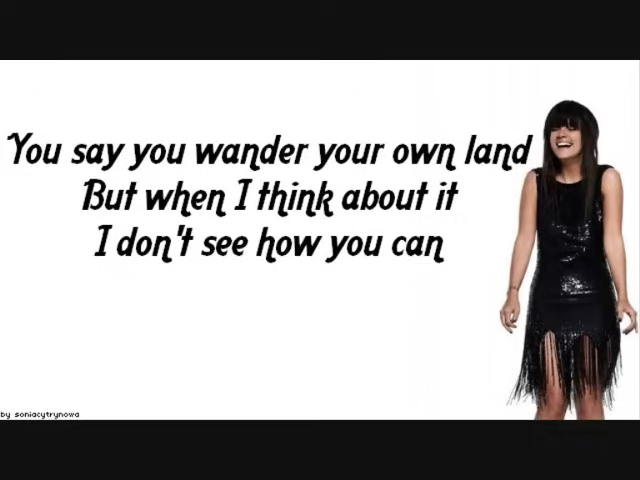 You say you wander your own land
But when I think about it
I don't see how you can
by soniacytrynowa